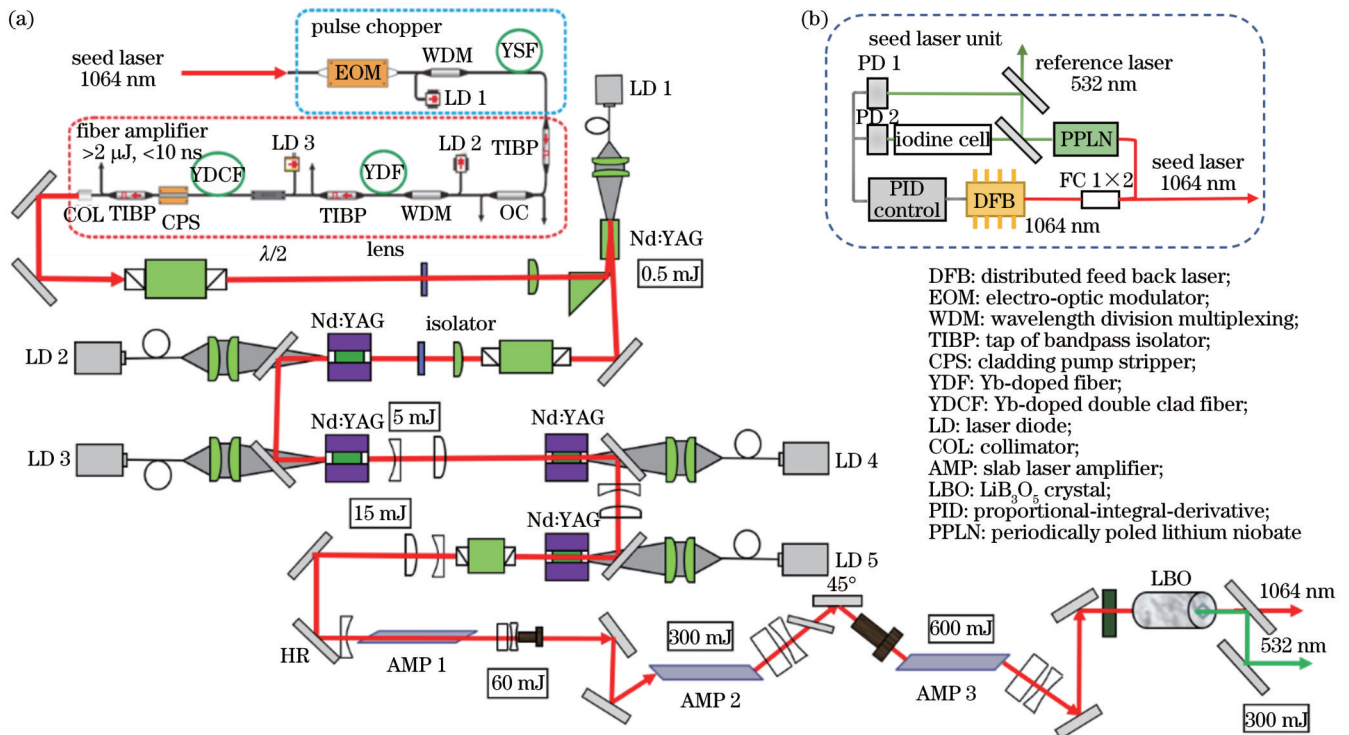 (a)
pulse chopper
seed laser
1064 nm
EOM
WDM
YSF
LD 1
LD 1
fiber amplifier
>2 μJ, <10 ns
LD 3
LD 2
TIBP
YDCF
YDF
COL
TIBP
CPS
TIBP
WDM
OC
λ/2
lens
Nd:YAG
0.5 mJ
Nd:YAG
isolator
LD 2
Nd:YAG
5 mJ
Nd:YAG
LD 3
LD 4
15 mJ
Nd:YAG
LD 5
45°
HR
AMP 1
60 mJ
300 mJ
AMP 2
600 mJ
AMP 3
LBO
1064 nm
532 nm
300 mJ
(b)
seed laser unit
PD 1
reference laser
532 nm
PD 2
iodine cell
PPLN
seed laser
1064 nm
PID
control
DFB
FC 1×2
1064 nm
DFB: distributed feed back laser;
EOM: electro-optic modulator;
WDM: wavelength division multiplexing;
TIBP: tap of bandpass isolator;
CPS: cladding pump stripper;
YDF: Yb-doped fiber;
YDCF: Yb-doped double clad fiber;
LD: laser diode;
COL: collimator;
AMP: slab laser amplifier;
LBO: LiB₃O₅ crystal;
PID: proportional-integral-derivative;
PPLN: periodically poled lithium niobate